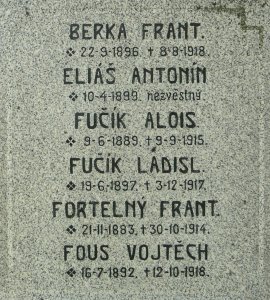 BERKA FRANT.
✥ 22-9-1896. † 8-8-1918.
ELIÁŠ ANTONÍN
✥ 10-4-1899. nezvěstný.
FUČÍK ALOIS
✥ 9-6-1889. † 9-9-1915.
FUČÍK LÁDISL.
✥ 19-6-1897. † 3-12-1917.
FORTELNÝ FRANT.
✥ 21-11-1883. † 30-10-1914.
FOUS VOJTĚCH
✥ 16-7-1892. † 12-10-1918.